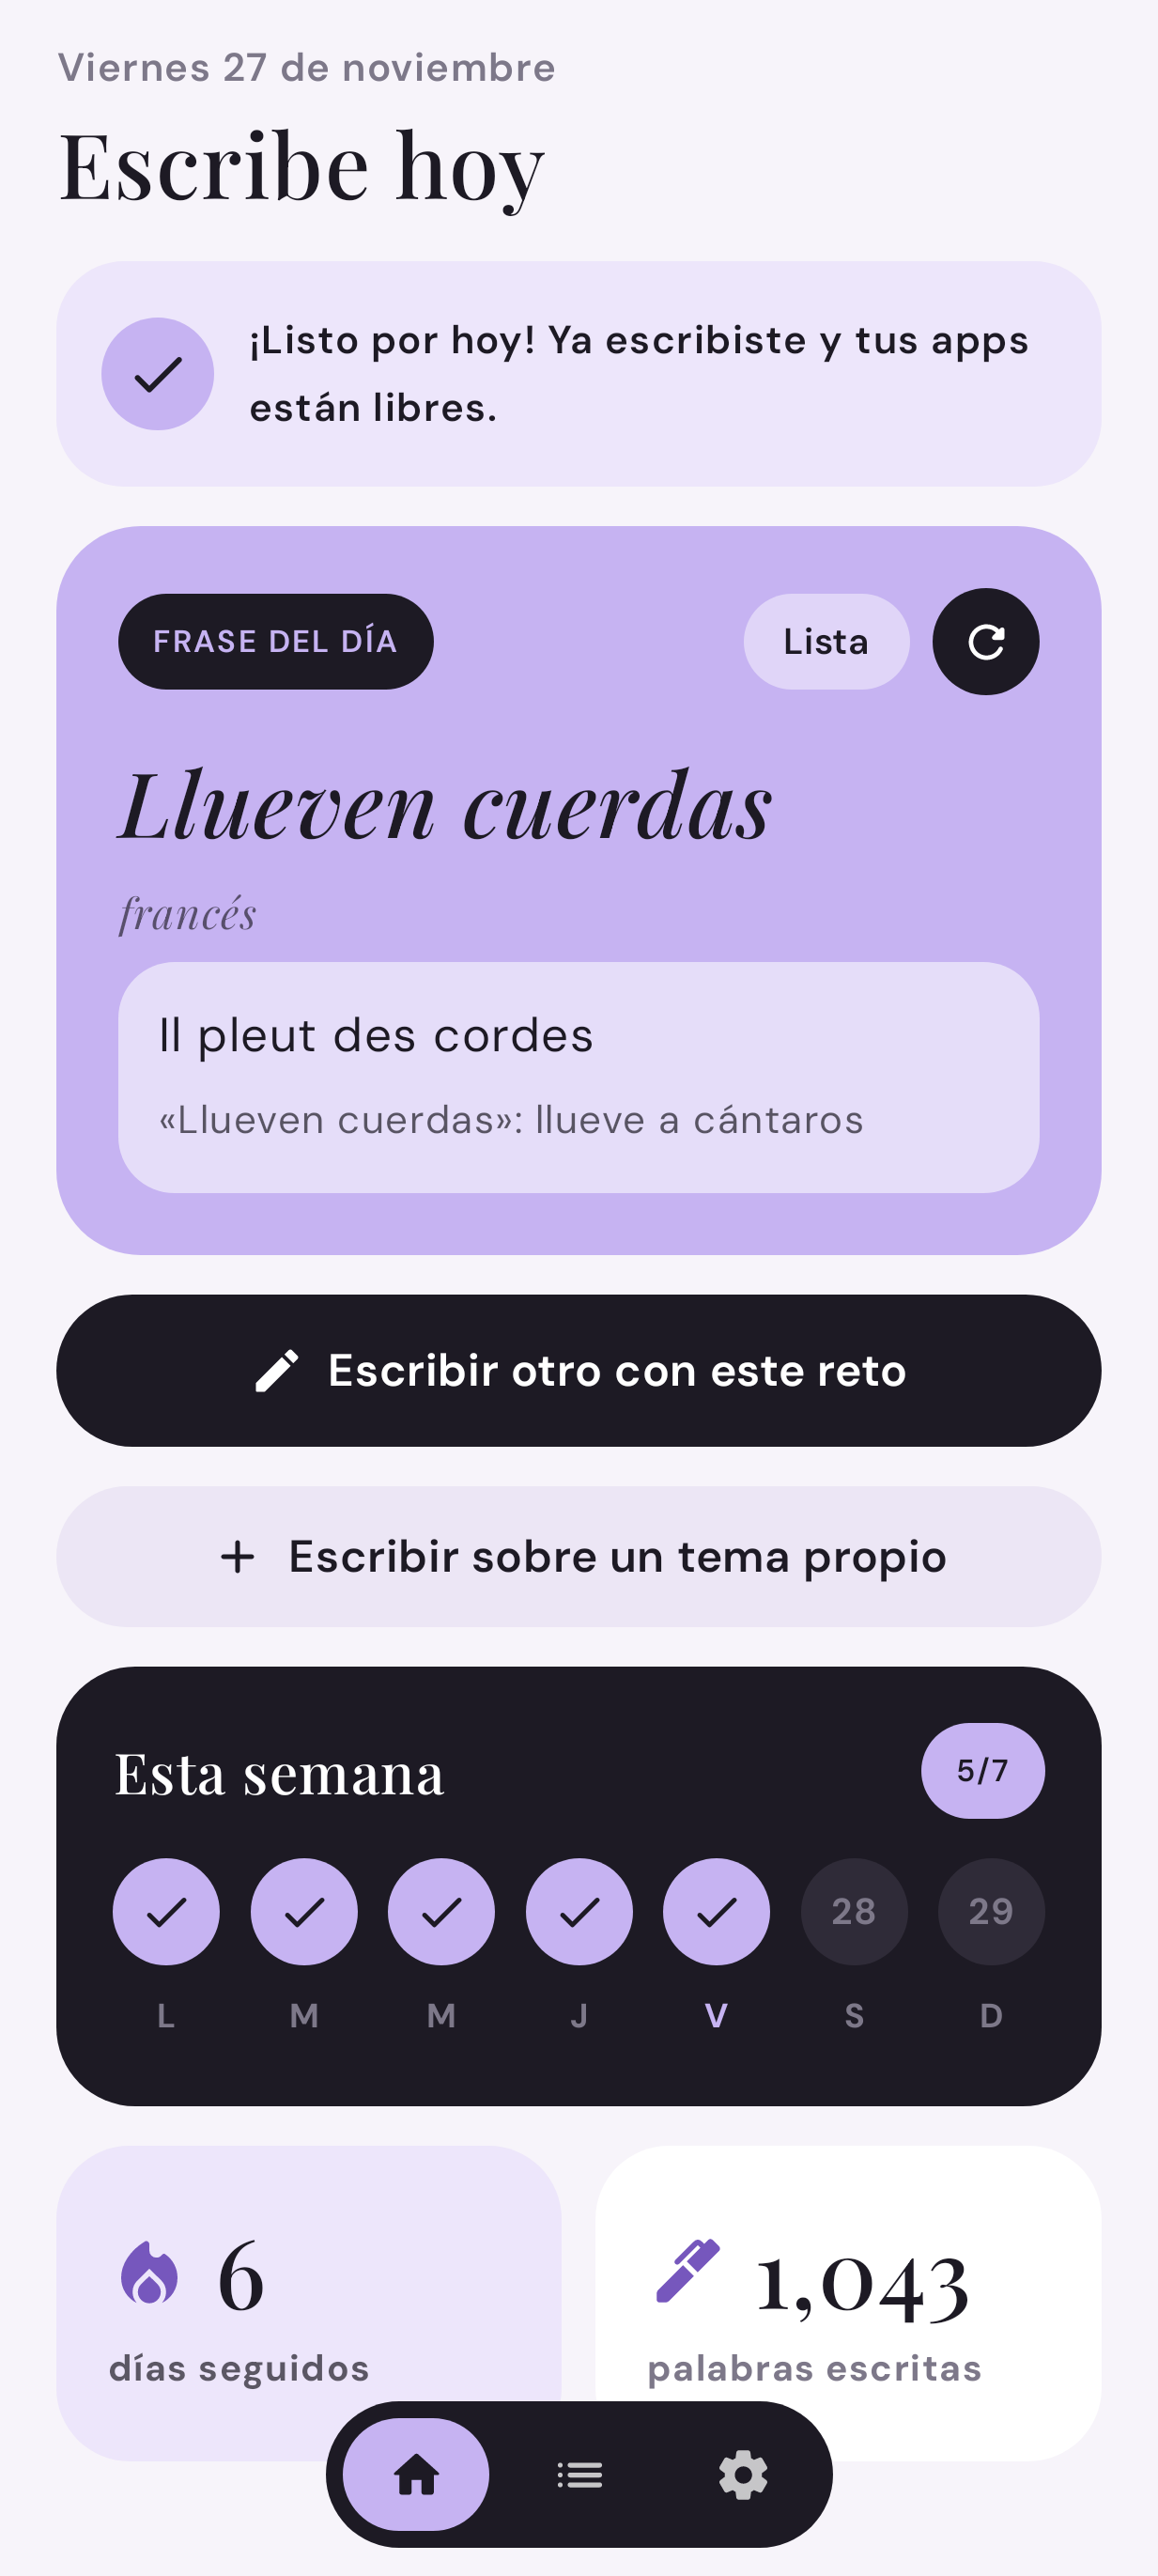 Viernes 27 de noviembre
Escribe hoy
¡Listo por hoy! Ya escribiste y tus apps
están libres.
FRASE DEL DÍA
Lista
Llueven cuerdas
francés
Il pleut des cordes
«Llueven cuerdas»: llueve a cántaros
Escribir otro con este reto
Escribir sobre un tema propio
Esta semana
5/7
28 29
L M M J V S D
6
días seguidos
1,043
palabras escritas